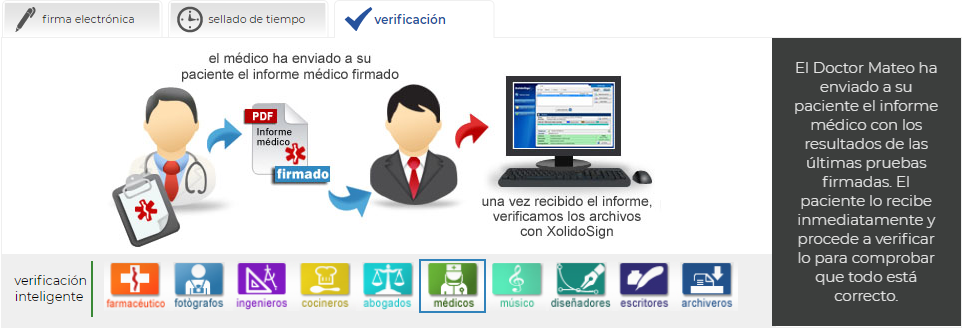 firma electrónica
sellado de tiempo
verificación
el médico ha enviado a su
paciente el informe médico firmado
PDF
Informe
médico
firmado
una vez recibido el informe,
verificamos los archivos
con XolidoSign
El Doctor Mateo ha
enviado a su
paciente el informe
médico con los
resultados de las
últimas pruebas
firmadas. El
paciente lo recibe
inmediatamente y
procede a verificar
lo para comprobar
que todo está
correcto.
verificación
inteligente
farmacéutico
fotógrafos
ingenieros
cocineros
abogados
médicos
músico
diseñadores
escritores
archiveros